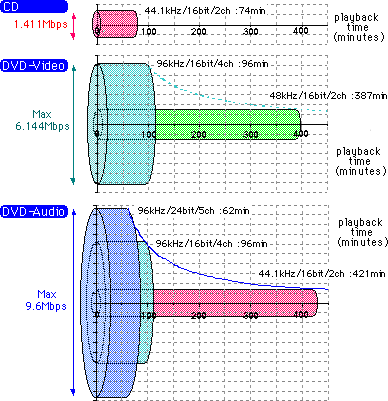 CD
44.1kHz/16bit/2ch :74min
1.411Mbps
0 100 200 300 400
playback
time
(minutes)
DVD-Video
96kHz/16bit/4ch :96min
48kHz/16bit/2ch :387min
Max
6.144Mbps
0 100 200 300 400
playback
time
(minutes)
DVD-Audio
96kHz/24bit/5ch :62min
playback
time
(minutes)
96kHz/16bit/4ch :96min
44.1kHz/16bit/2ch :421min
Max
9.6Mbps
0 100 200 300 400